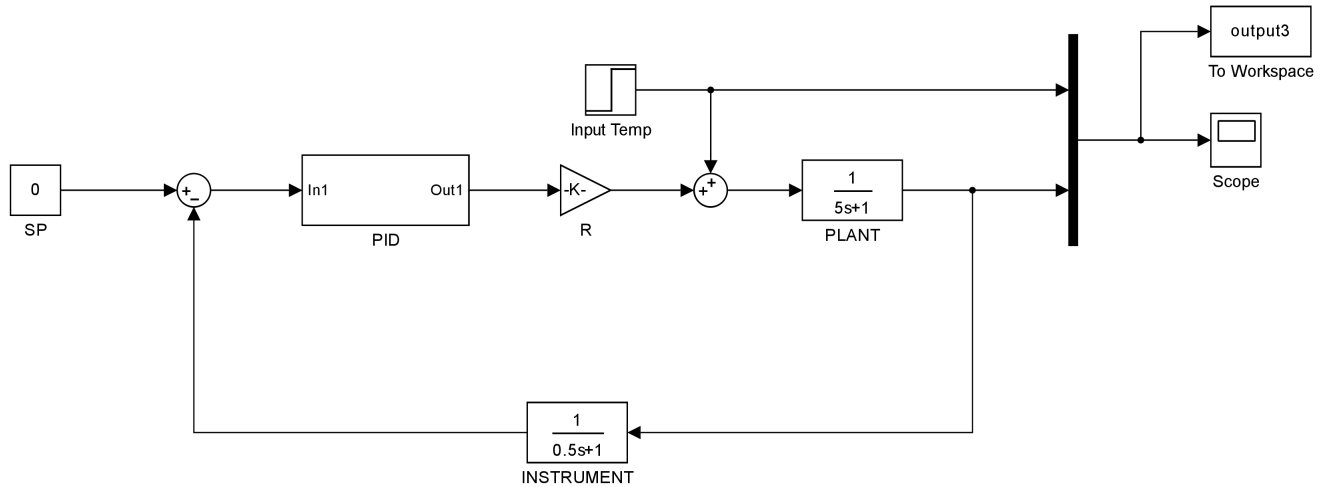 output3
To Workspace
Input Temp
Scope
0
SP
+
−
In1
Out1
PID
-K-
R
+
+
1
5s+1
PLANT
1
0.5s+1
INSTRUMENT